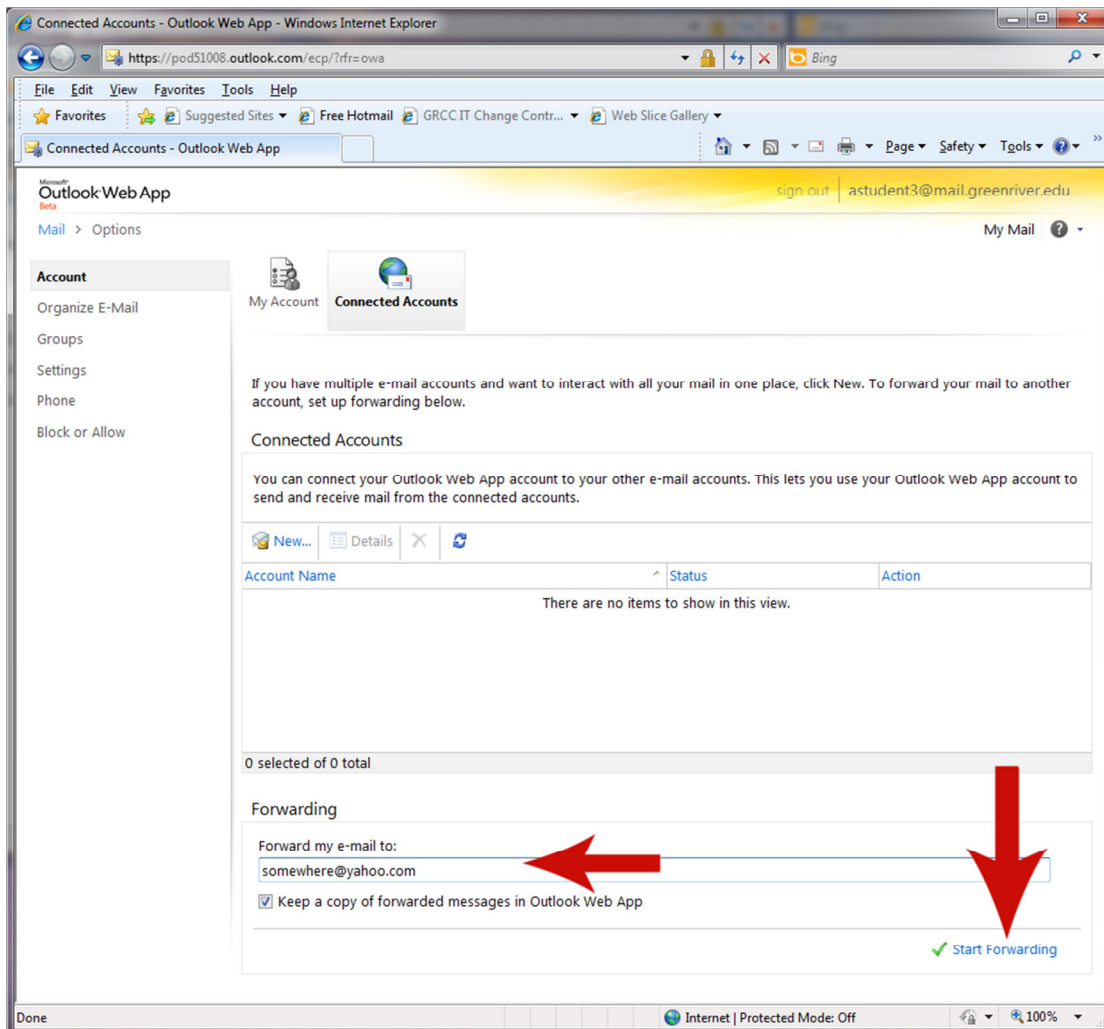 Connected Accounts - Outlook Web App - Windows Internet Explorer
https://pod51008.outlook.com/ecp/?rfr=owa
Bing
File Edit View Favorites Tools Help
Favorites Suggested Sites Free Hotmail GRCC IT Change Contr... Web Slice Gallery
Connected Accounts - Outlook Web App
Page Safety Tools »
Microsoft
Outlook Web App
Beta
sign out astudent3@mail.greenriver.edu
Mail > Options
My Mail
Account
Organize E-Mail
Groups
Settings
Phone
Block or Allow
My Account
Connected Accounts
If you have multiple e-mail accounts and want to interact with all your mail in one place, click New. To forward your mail to another
account, set up forwarding below.
Connected Accounts
You can connect your Outlook Web App account to your other e-mail accounts. This lets you use your Outlook Web App account to
send and receive mail from the connected accounts.
New... Details
Account Name Status Action
There are no items to show in this view.
0 selected of 0 total
Forwarding
Forward my e-mail to:
somewhere@yahoo.com
Keep a copy of forwarded messages in Outlook Web App
Start Forwarding
Done Internet | Protected Mode: Off 100%